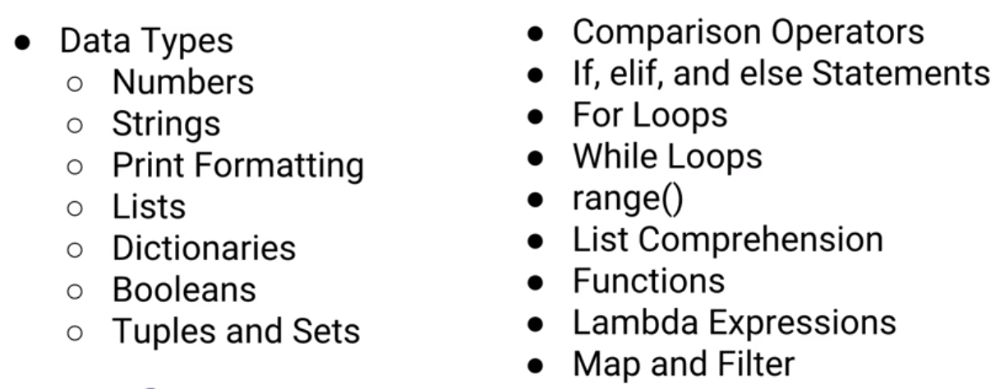 ● Data Types
○ Numbers
○ Strings
○ Print Formatting
○ Lists
○ Dictionaries
○ Booleans
○ Tuples and Sets
● Comparison Operators
● If, elif, and else Statements
● For Loops
● While Loops
● range()
● List Comprehension
● Functions
● Lambda Expressions
● Map and Filter